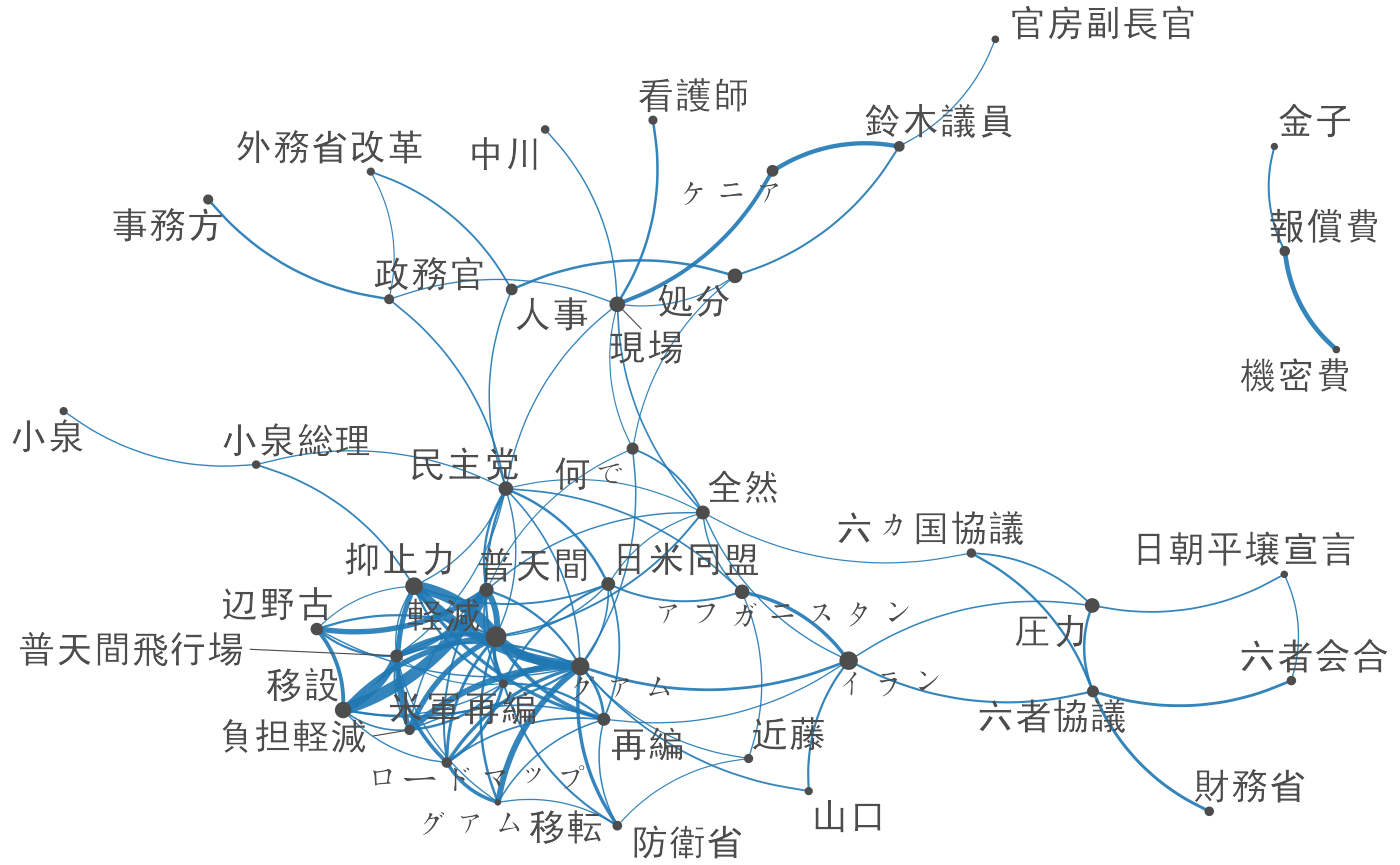 官房副長官
看護師
鈴木議員
金子
外務省改革
中川
ケニア
事務方
報償費
政務官
人事
処分
現場
機密費
小泉
小泉総理
民主党
何で
全然
六カ国協議
日朝平壌宣言
抑止力
普天間
日米同盟
辺野古
軽減
アフガニスタン
圧力
普天間飛行場
六者会合
移設
グアム
イラン
米軍再編
六者協議
負担軽減
再編
近藤
ロードマップ
財務省
グアム移転
山口
防衛省